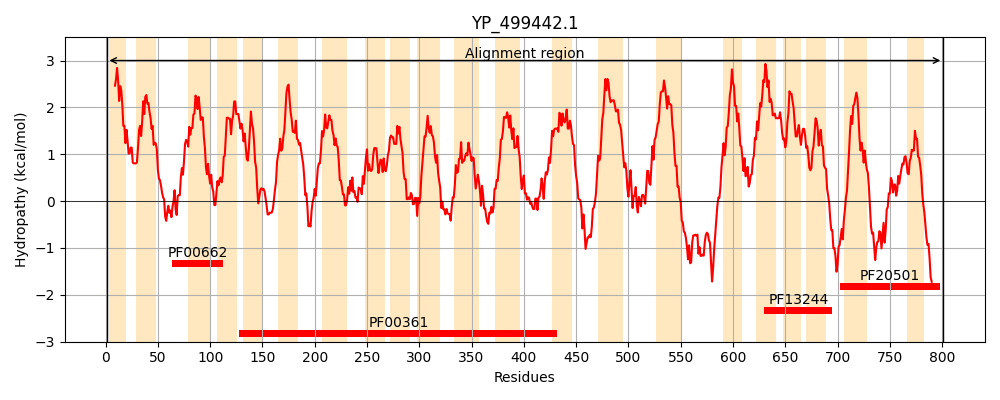 YP_499442.1
Hydropathy (kcal/mol)
3
2
1
0
−1
−2
−3
Alignment region
PF00662
PF20501
PF13244
PF00361
0 50 100 150 200 250 300 350 400 450 500 550 600 650 700 750 800
Residues